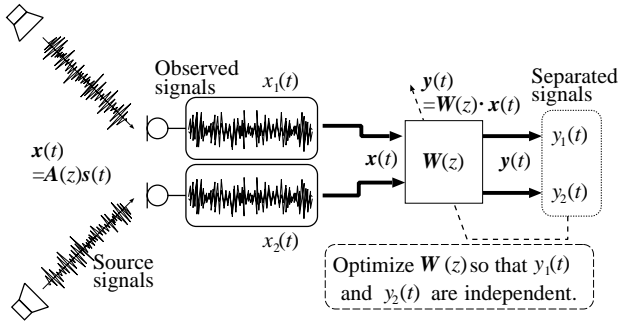 Observed
signals
x₁(t)
x₂(t)
x(t)
=A(z)s(t)
Source
signals
x(t)
W(z)
y(t)
=W(z)· x(t)
y(t)
Separated
signals
y₁(t)
y₂(t)
Optimize W (z) so that y₁(t)
and y₂(t) are independent.